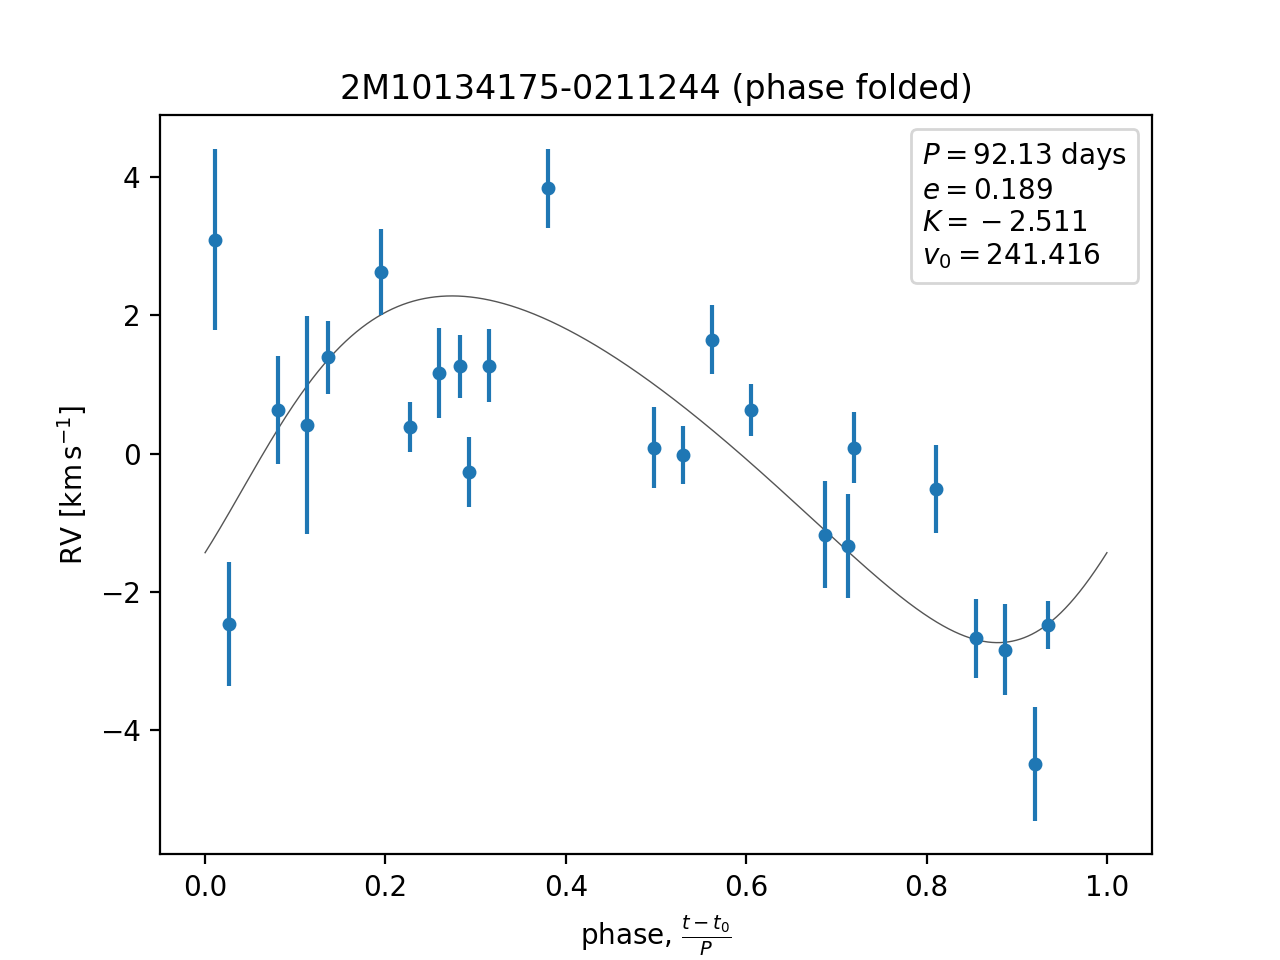 2M10134175-0211244 (phase folded)
P = 92.13 days
e = 0.189
K = −2.511
v₀ = 241.416
4
2
0
−2
−4
RV [km s⁻¹]
0.0 0.2 0.4 0.6 0.8 1.0
phase, (t − t₀)/P